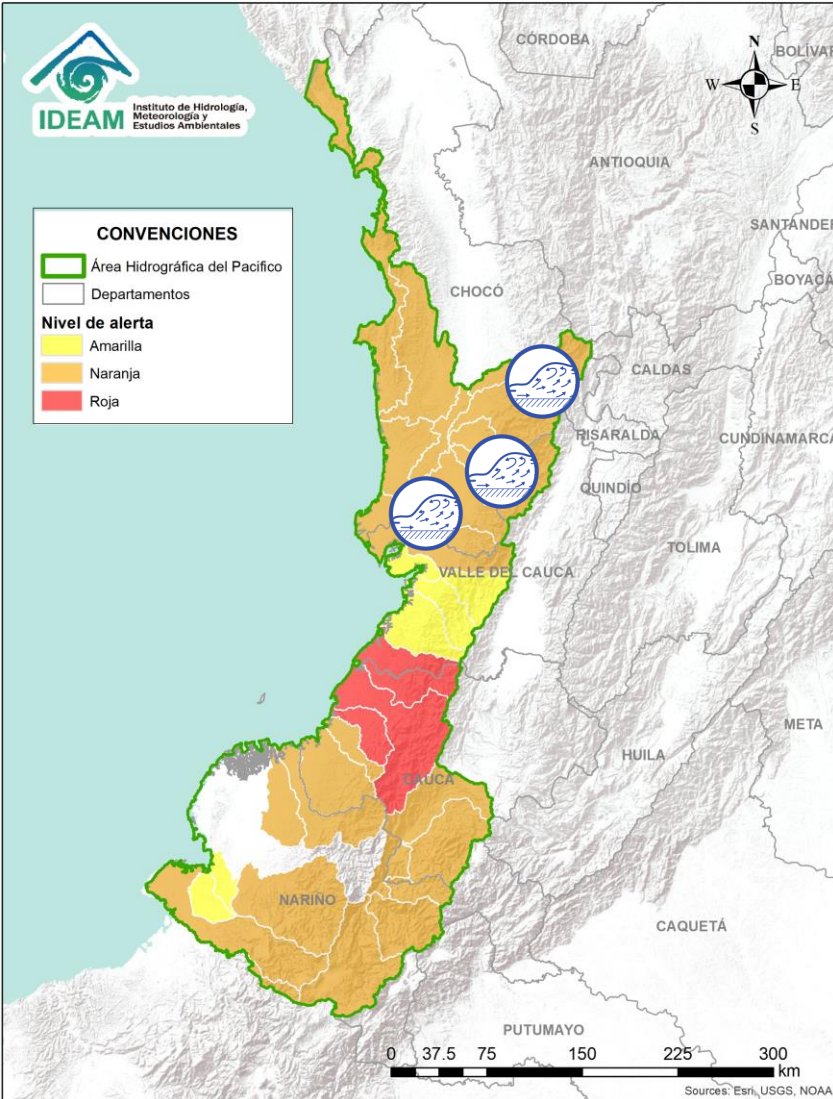 IDEAM
Instituto de Hidrología,
Meteorología y
Estudios Ambientales
N
W
E
S
CÓRDOBA
BOLÍVAR
ANTIOQUIA
SANTANDER
BOYACÁ
CHOCÓ
CALDAS
RISARALDA
CUNDINAMARCA
QUINDÍO
TOLIMA
VALLE DEL CAUCA
META
HUILA
CAUCA
NARIÑO
CAQUETÁ
PUTUMAYO
CONVENCIONES
Área Hidrográfica del Pacifico
Departamentos
Nivel de alerta
Amarilla
Naranja
Roja
0 37.5 75 150 225 300
km
Sources: Esri, USGS, NOAA